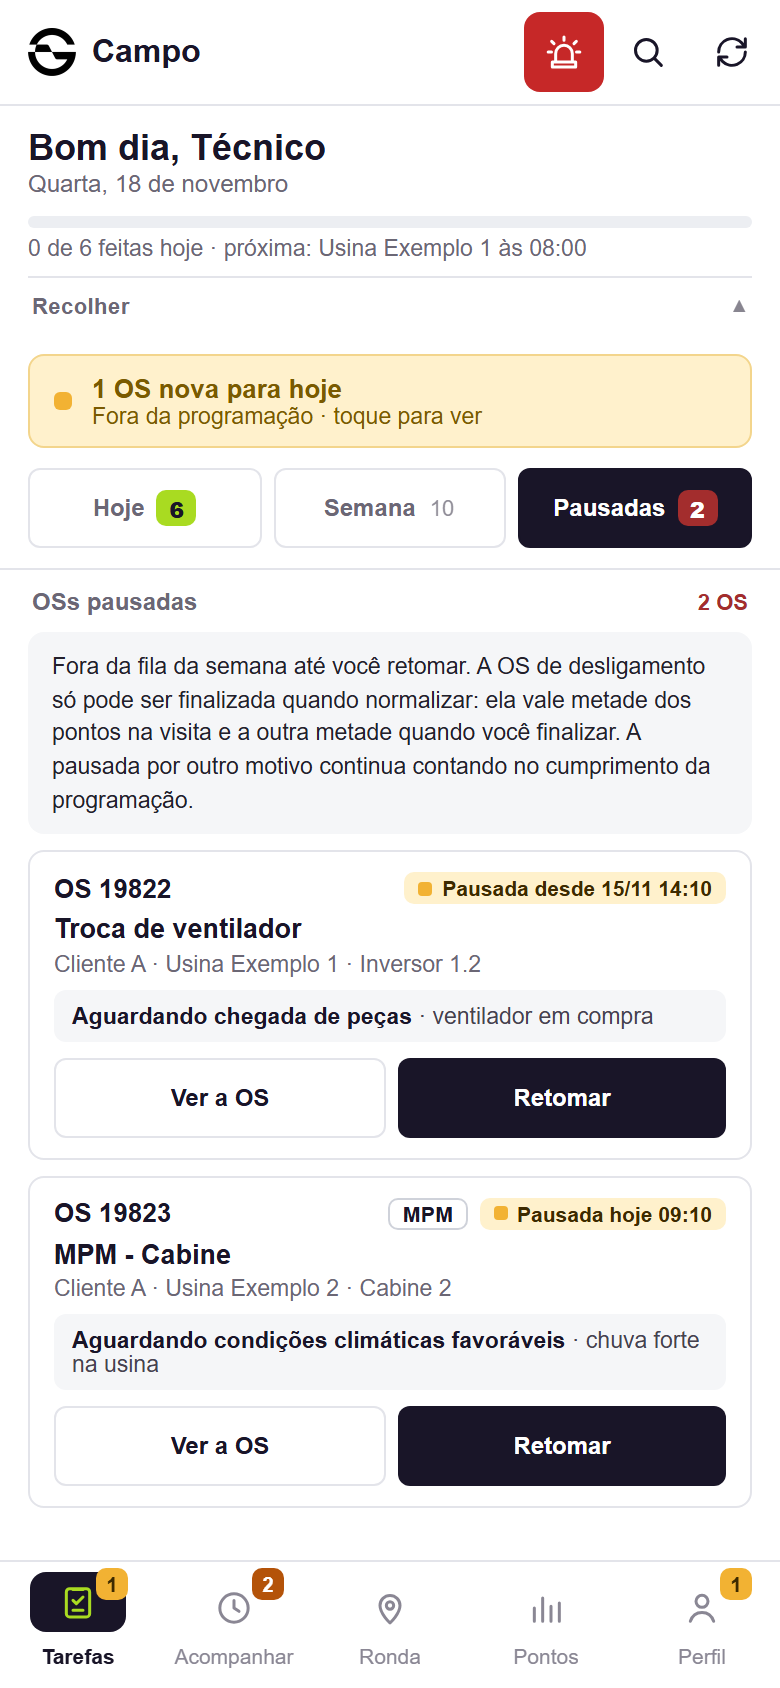 Campo
Bom dia, Técnico
Quarta, 18 de novembro
0 de 6 feitas hoje · próxima: Usina Exemplo 1 às 08:00
Recolher ▲
1 OS nova para hoje
Fora da programação · toque para ver
Hoje 6 Semana 10 Pausadas 2
OSs pausadas 2 OS
Fora da fila da semana até você retomar. A OS de desligamento
só pode ser finalizada quando normalizar: ela vale metade dos
pontos na visita e a outra metade quando você finalizar. A
pausada por outro motivo continua contando no cumprimento da
programação.
OS 19822 Pausada desde 15/11 14:10
Troca de ventilador
Cliente A · Usina Exemplo 1 · Inversor 1.2
Aguardando chegada de peças · ventilador em compra
Ver a OS Retomar
OS 19823 MPM Pausada hoje 09:10
MPM - Cabine
Cliente A · Usina Exemplo 2 · Cabine 2
Aguardando condições climáticas favoráveis · chuva forte
na usina
Ver a OS Retomar
1 2 1
Tarefas Acompanhar Ronda Pontos Perfil